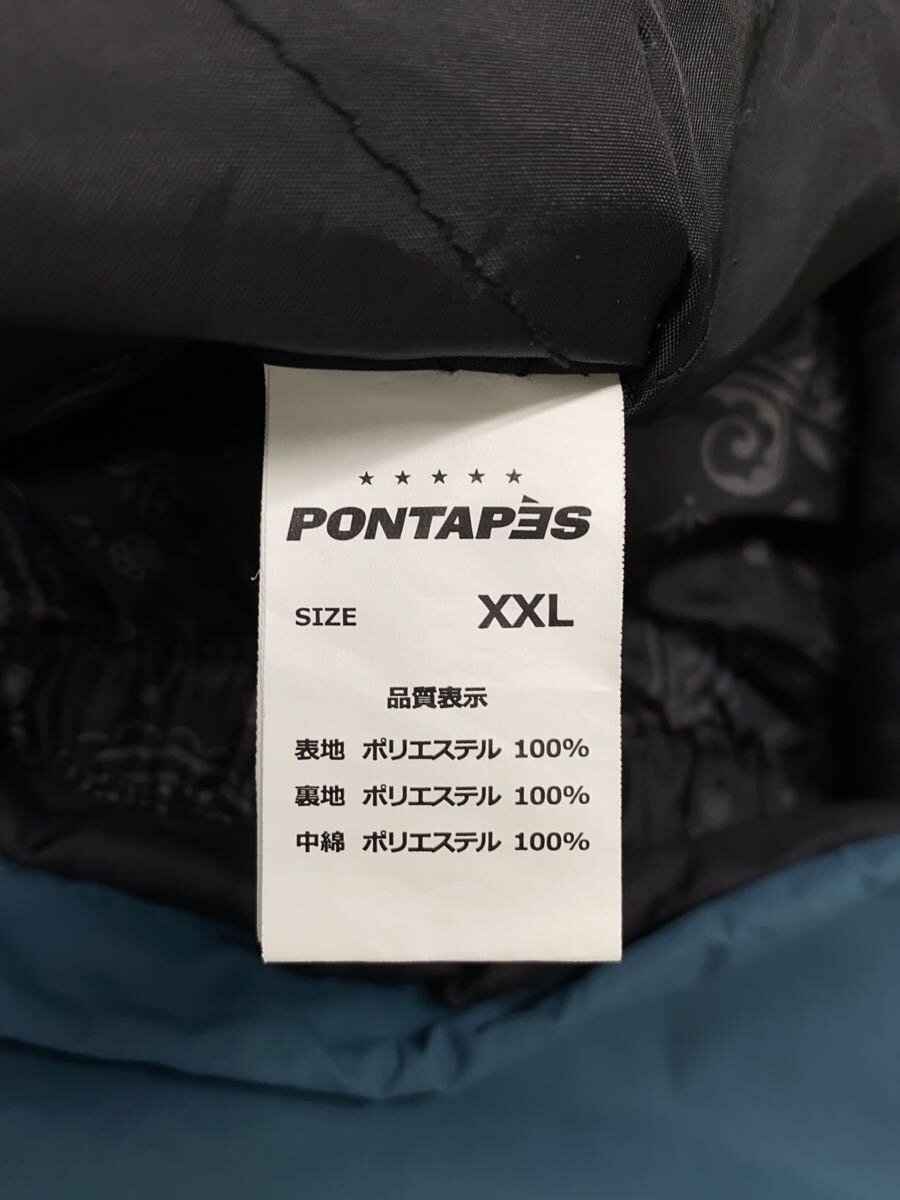 ★ ★ ★ ★ ★
PONTAPÈS
SIZE XXL
品質表示
表地 ポリエステル 100%
裏地 ポリエステル 100%
中綿 ポリエステル 100%